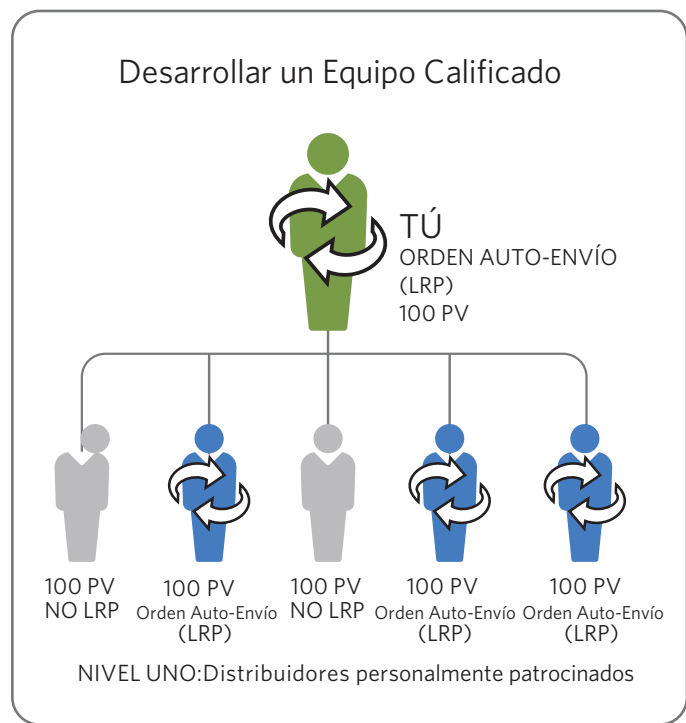 Desarrollar un Equipo Calificado
TÚ
ORDEN AUTO-ENVÍO
(LRP)
100 PV
100 PV
NO LRP
100 PV
Orden Auto-Envío
(LRP)
100 PV
NO LRP
100 PV
Orden Auto-Envío
(LRP)
100 PV
Orden Auto-Envío
(LRP)
NIVEL UNO:Distribuidores personalmente patrocinados